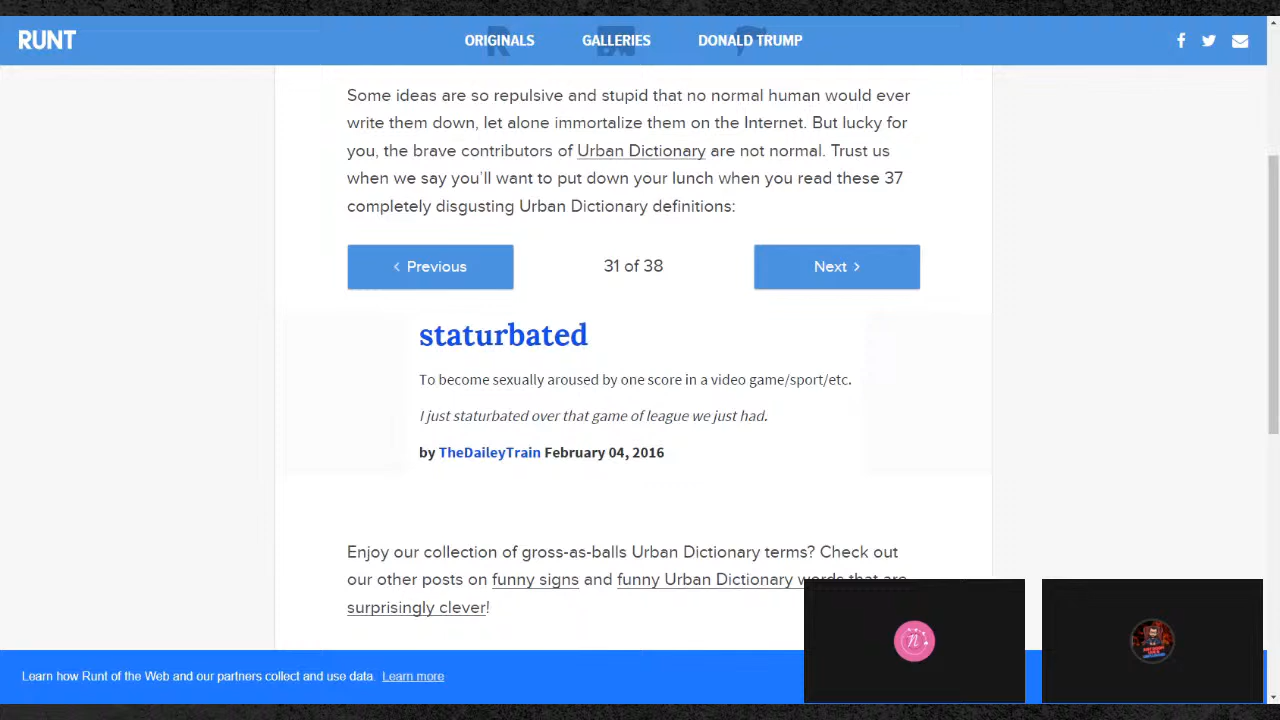 RUNT
ORIGINALS
GALLERIES
DONALD TRUMP
Some ideas are so repulsive and stupid that no normal human would ever
write them down, let alone immortalize them on the Internet. But lucky for
you, the brave contributors of Urban Dictionary are not normal. Trust us
when we say you'll want to put down your lunch when you read these 37
completely disgusting Urban Dictionary definitions:
Previous
31 of 38
Next
staturbated
To become sexually aroused by one score in a video game/sport/etc.
I just staturbated over that game of league we just had.
by TheDaileyTrain February 04, 2016
Enjoy our collection of gross-as-balls Urban Dictionary terms? Check out
our other posts on funny signs and funny Urban Dictionary words that are
surprisingly clever!
Learn how Runt of the Web and our partners collect and use data. Learn more